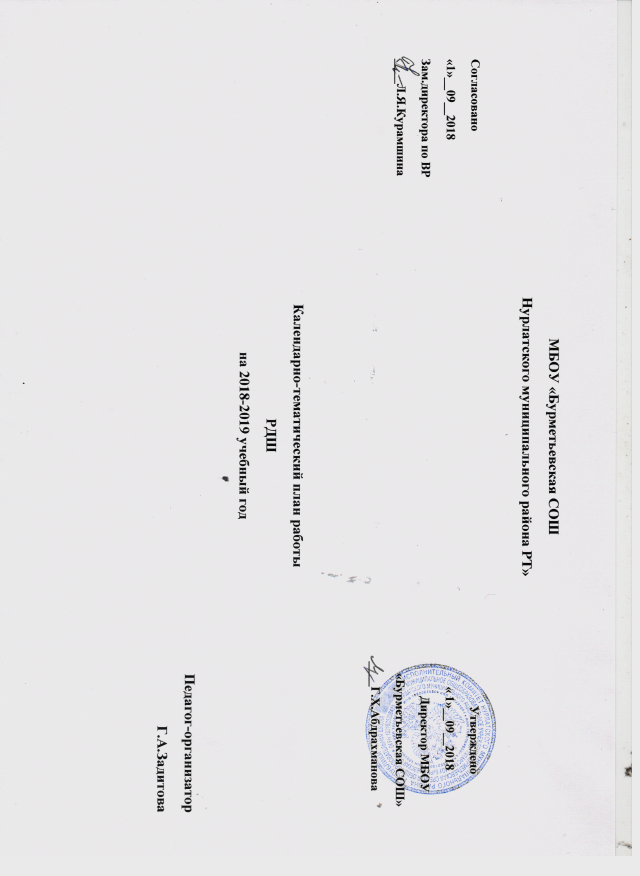 МБОУ «Бурметьевская СОШ
Нурлатского муниципального района РТ»
Согласовано
«1»__09__2018
Зам.директора по ВР
Л.Я.Курамшина
Утверждено
«1»__09__2018
Директор МБОУ
«Бурметьевская СОШ»
Г.Х.Абдрахманова
Календарно-тематический план работы
РДШ
на 2018-2019 учебный год
Педагог-организатор
Г.А.Задитова